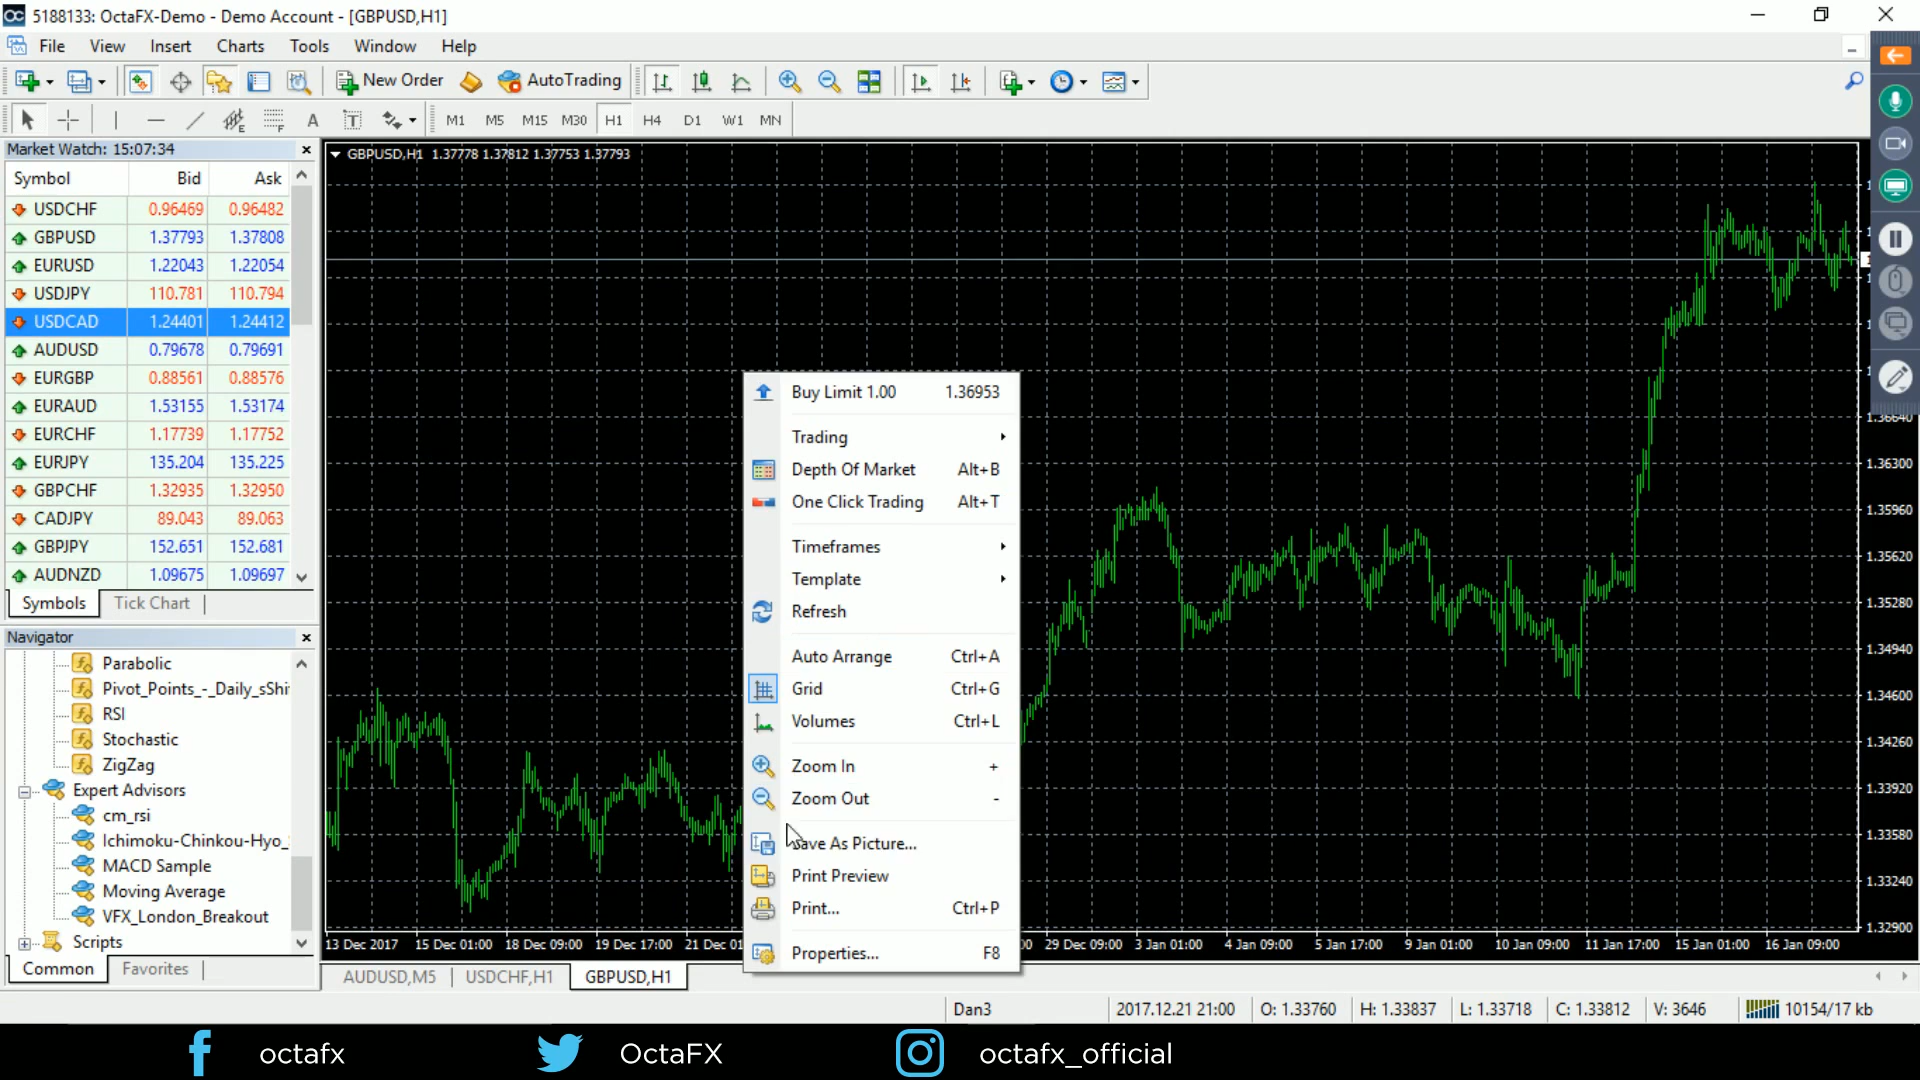 5188133: OctaFX-Demo - Demo Account - [GBPUSD,H1]
File View Insert Charts Tools Window Help
New Order AutoTrading
A T M1 M5 M15 M30 H1 H4 D1 W1 MN
Market Watch: 15:07:34
Symbol Bid Ask
USDCHF 0.96469 0.96482
GBPUSD 1.37793 1.37808
EURUSD 1.22043 1.22054
USDJPY 110.781 110.794
USDCAD 1.24401 1.24412
AUDUSD 0.79678 0.79691
EURGBP 0.88561 0.88576
EURAUD 1.53155 1.53174
EURCHF 1.17739 1.17752
EURJPY 135.204 135.225
GBPCHF 1.32935 1.32950
CADJPY 89.043 89.063
GBPJPY 152.651 152.681
AUDNZD 1.09675 1.09697
Symbols Tick Chart
Navigator
Parabolic
Pivot_Points_-_Daily_sShi
RSI
Stochastic
ZigZag
Expert Advisors
cm_rsi
Ichimoku-Chinkou-Hyo_
MACD Sample
Moving Average
VFX_London_Breakout
Scripts
Common Favorites
GBPUSD,H1 1.37778 1.37812 1.37753 1.37793
Buy Limit 1.00 1.36953
Trading
Depth Of Market Alt+B
One Click Trading Alt+T
Timeframes
Template
Refresh
Auto Arrange Ctrl+A
Grid Ctrl+G
Volumes Ctrl+L
Zoom In +
Zoom Out -
Save As Picture...
Print Preview
Print... Ctrl+P
Properties... F8
1.36640
1.36300
1.35960
1.35620
1.35280
1.34940
1.34600
1.34260
1.33920
1.33580
1.33240
1.32900
13 Dec 2017 15 Dec 01:00 18 Dec 09:00 19 Dec 17:00 21 Dec 01 29 Dec 09:00 3 Jan 01:00 4 Jan 09:00 5 Jan 17:00 9 Jan 01:00 10 Jan 09:00 11 Jan 17:00 15 Jan 01:00 16 Jan 09:00
AUDUSD,M5 USDCHF,H1 GBPUSD,H1
Dan3 2017.12.21 21:00 O: 1.33760 H: 1.33837 L: 1.33718 C: 1.33812 V: 3646 10154/17 kb
octafx OctaFX octafx_official